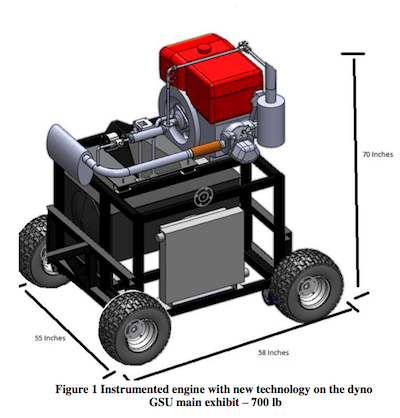 70 Inches
55 Inches
58 Inches
Figure 1 Instrumented engine with new technology on the dyno
GSU main exhibit – 700 lb